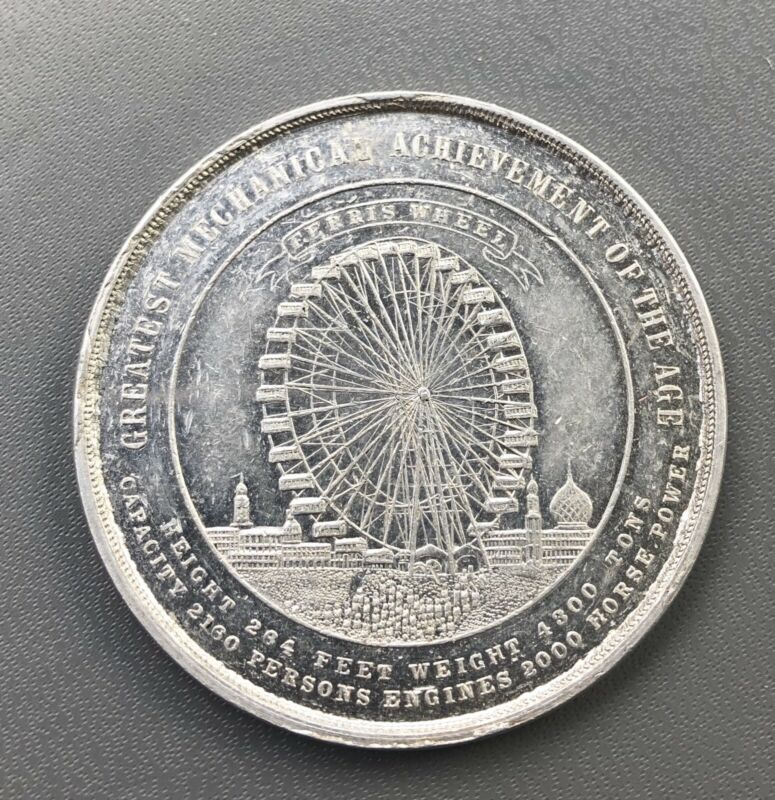 GREATEST MECHANICAL ACHIEVEMENT OF THE AGE
FERRIS WHEEL
HEIGHT 264 FEET WEIGHT 4300 TONS
CAPACITY 2160 PERSONS ENGINES 2000 HORSE POWER